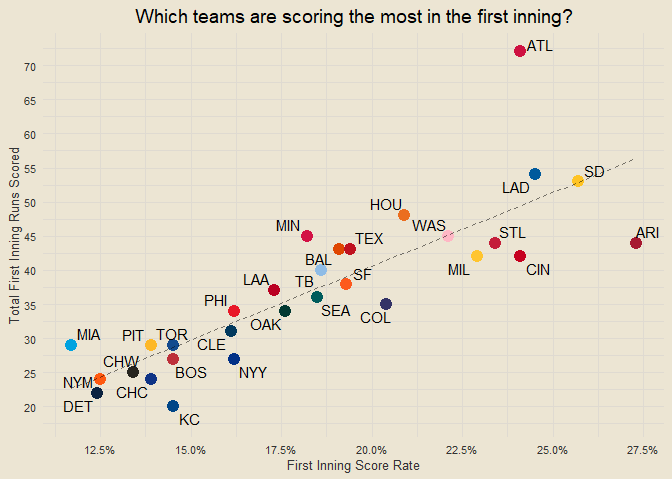 Which teams are scoring the most in the first inning?
ATL
70
65
60
55
SD
LAD
50
HOU
WAS
45
MIN
STL
ARI
TEX
BAL
MIL
CIN
40
SF
LAA
TB
35
PHI
OAK
SEA
COL
30
MIA
PIT
TOR
CLE
CHW
25
BOS
NYY
NYM
CHC
DET
20
KC
Total First Inning Runs Scored
12.5%
15.0%
17.5%
20.0%
22.5%
25.0%
27.5%
First Inning Score Rate